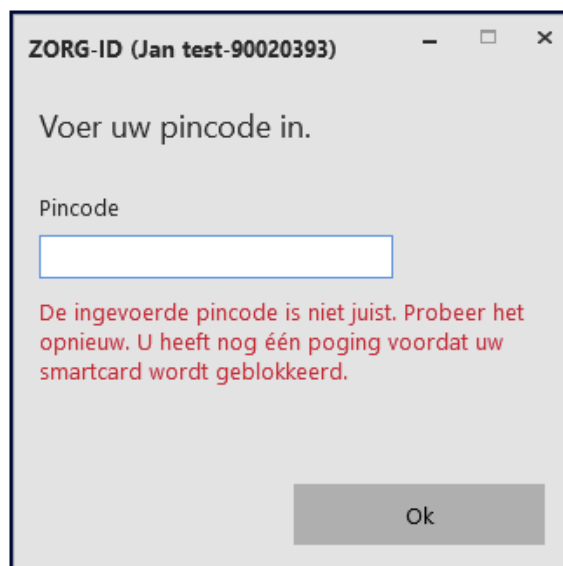 ZORG-ID (Jan test-90020393)
Voer uw pincode in.
Pincode
De ingevoerde pincode is niet juist. Probeer het
opnieuw. U heeft nog één poging voordat uw
smartcard wordt geblokkeerd.
Ok